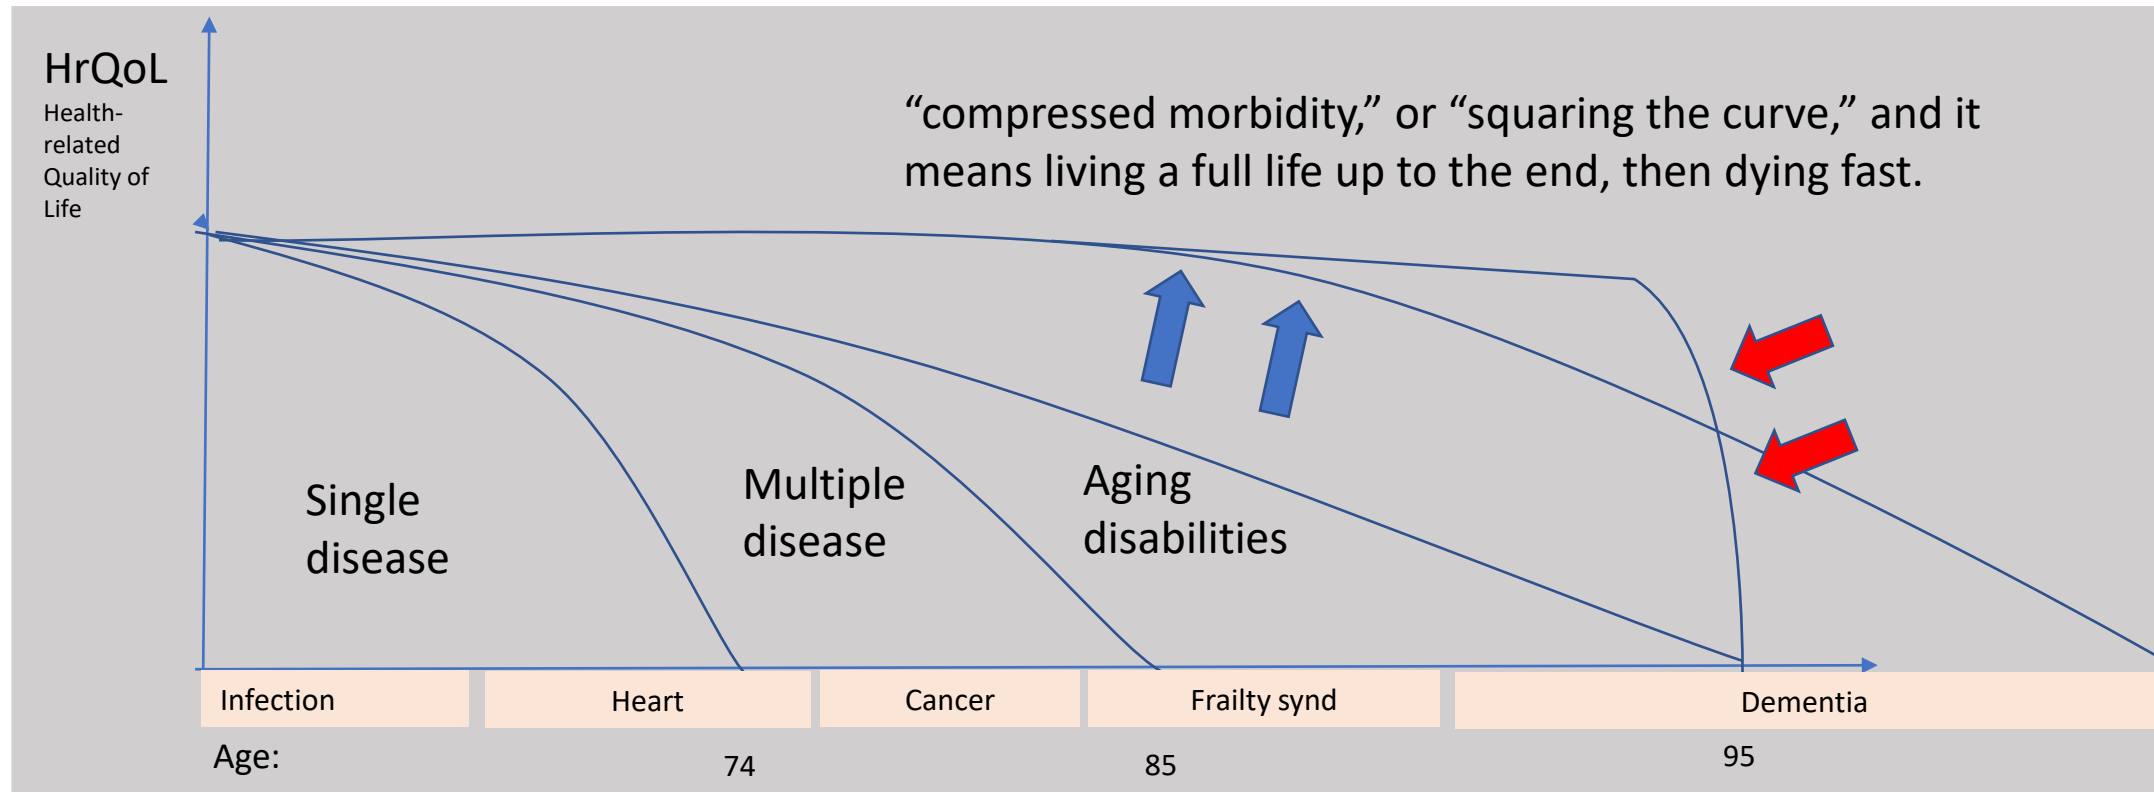 HrQoL
Health-
related
Quality of
Life
“compressed morbidity,” or “squaring the curve,” and it
means living a full life up to the end, then dying fast.
Single
disease
Multiple
disease
Aging
disabilities
Infection
Heart
Cancer
Frailty synd
Dementia
Age:
74
85
95